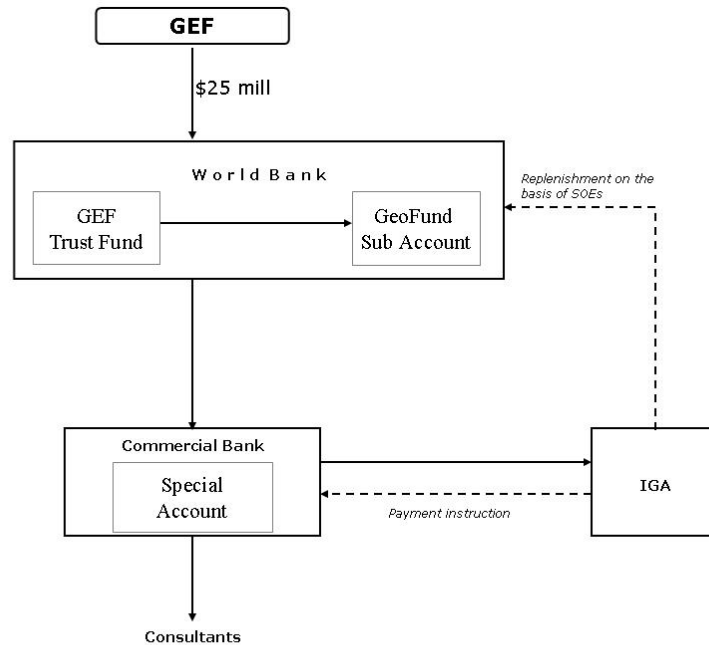 GEF
$25 mill
World Bank
GEF
Trust Fund
GeoFund
Sub Account
Replenishment on the
basis of SOEs
Commercial Bank
Special
Account
IGA
Payment instruction
Consultants